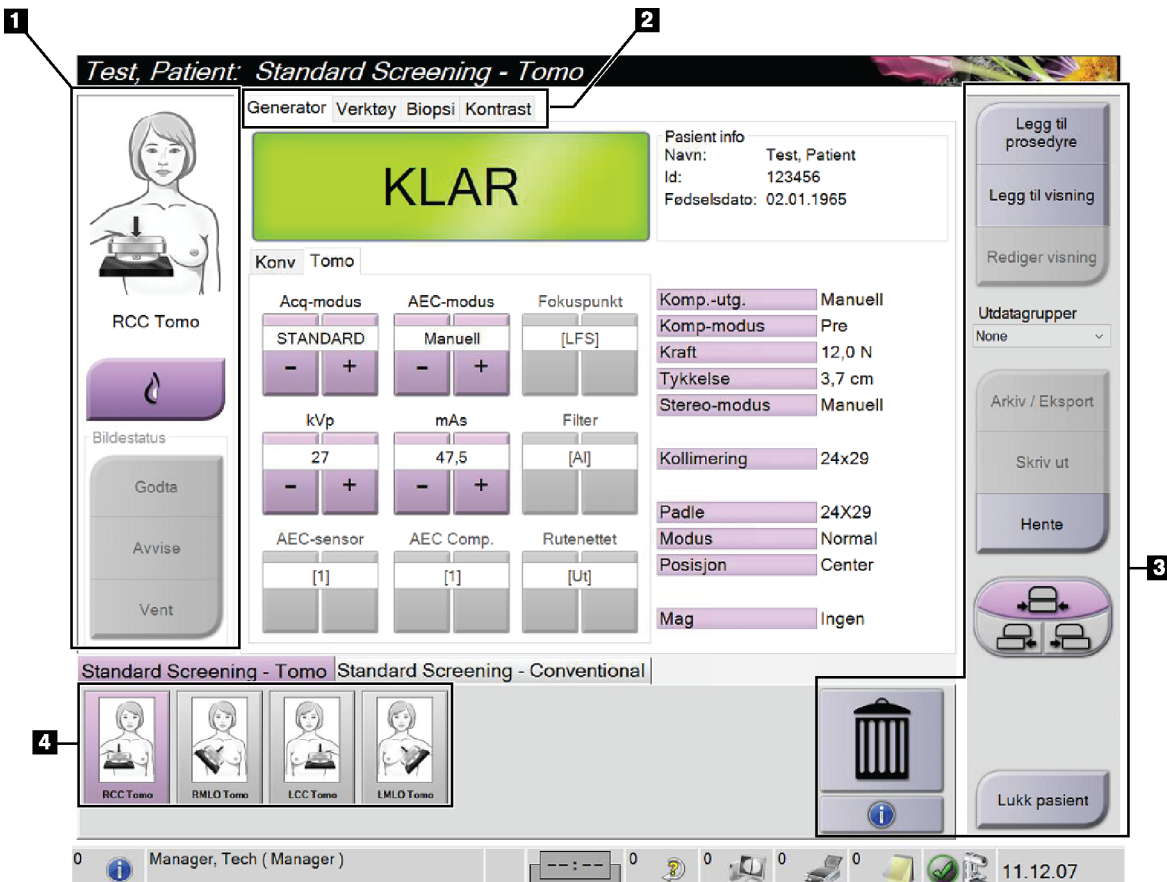 1
2
Test, Patient: Standard Screening - Tomo
Generator Verktøy Biopsi Kontrast
KLAR
Pasient info
Navn: Test, Patient
Id: 123456
Fødselsdato: 02.01.1965
RCC Tomo
Bildestatus
Godta
Avvise
Vent
Konv Tomo
Acq-modus AEC-modus Fokuspunkt
STANDARD Manuell [LFS]
- + - +
kVp mAs Filter
27 47,5 [Al]
- + - +
AEC-sensor AEC Comp. Rutenettet
[1] [1] [Ut]
Komp.-utg. Manuell
Komp-modus Pre
Kraft 12,0 N
Tykkelse 3,7 cm
Stereo-modus Manuell
Kollimering 24x29
Padle 24X29
Modus Normal
Posisjon Center
Mag Ingen
Legg til
prosedyre
Legg til visning
Rediger visning
Utdatagrupper
None
Arkiv / Eksport
Skriv ut
Hente
3
Standard Screening - Tomo Standard Screening - Conventional
4
RCC Tomo RMLO Tomo LCC Tomo LMLO Tomo
i
Lukk pasient
0 i Manager, Tech ( Manager ) --:-- 0 ? 0 0 0 11.12.07